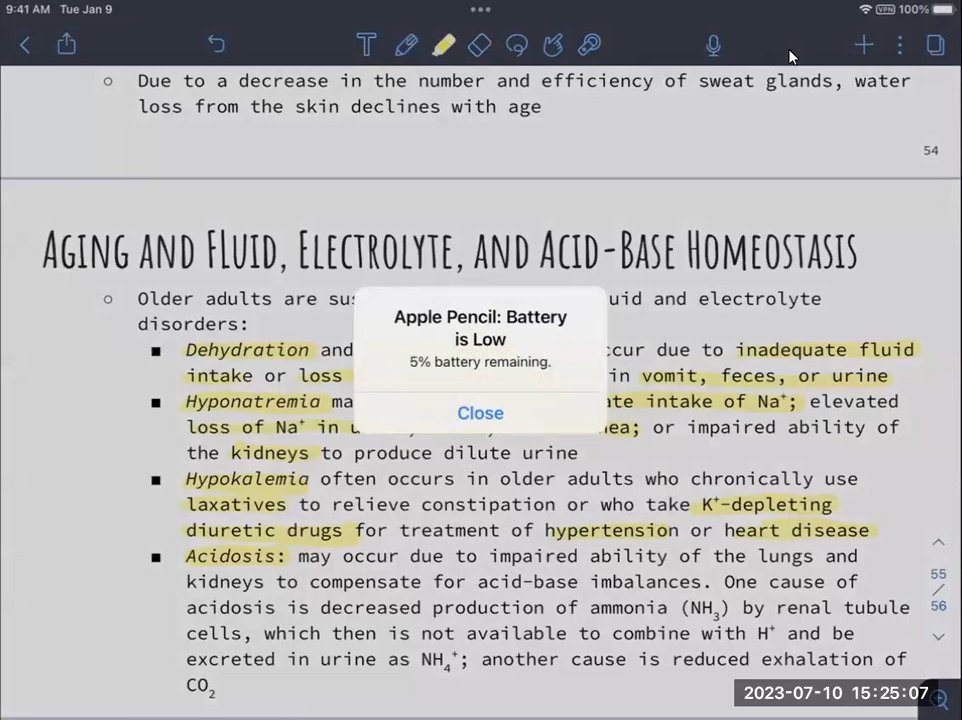 9:41 AM Tue Jan 9
VPN 100%
Due to a decrease in the number and efficiency of sweat glands, water
loss from the skin declines with age
54
Aging and Fluid, Electrolyte, and Acid-Base Homeostasis
Older adults are uid and electrolyte
disorders:
Dehydration and ccur due to inadequate fluid
intake or loss in vomit, feces, or urine
Hyponatremia intake of Na⁺; elevated
loss of Na⁺ in or impaired ability of
the kidneys to produce dilute urine
Hypokalemia often occurs in older adults who chronically use
laxatives to relieve constipation or who take K⁺-depleting
diuretic drugs for treatment of hypertension or heart disease
Acidosis: may occur due to impaired ability of the lungs and
kidneys to compensate for acid-base imbalances. One cause of
acidosis is decreased production of ammonia (NH₃) by renal tubule
cells, which then is not available to combine with H⁺ and be
excreted in urine as NH₄⁺; another cause is reduced exhalation of
CO₂
Apple Pencil: Battery
is Low
5% battery remaining.
Close
55
/
56
2023-07-10 15:25:07